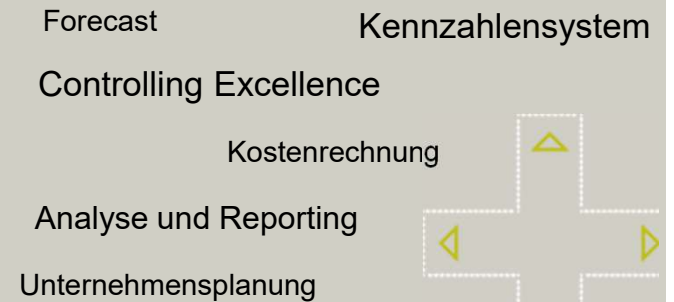 Forecast
Kennzahlensystem
Controlling Excellence
Kostenrechnung
Analyse und Reporting
Unternehmensplanung